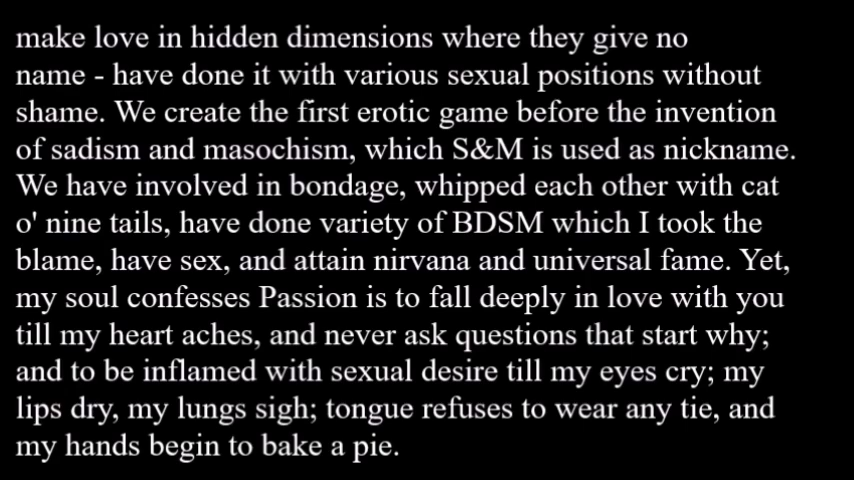 make love in hidden dimensions where they give no
name - have done it with various sexual positions without
shame. We create the first erotic game before the invention
of sadism and masochism, which S&M is used as nickname.
We have involved in bondage, whipped each other with cat
o' nine tails, have done variety of BDSM which I took the
blame, have sex, and attain nirvana and universal fame. Yet,
my soul confesses Passion is to fall deeply in love with you
till my heart aches, and never ask questions that start why;
and to be inflamed with sexual desire till my eyes cry; my
lips dry, my lungs sigh; tongue refuses to wear any tie, and
my hands begin to bake a pie.